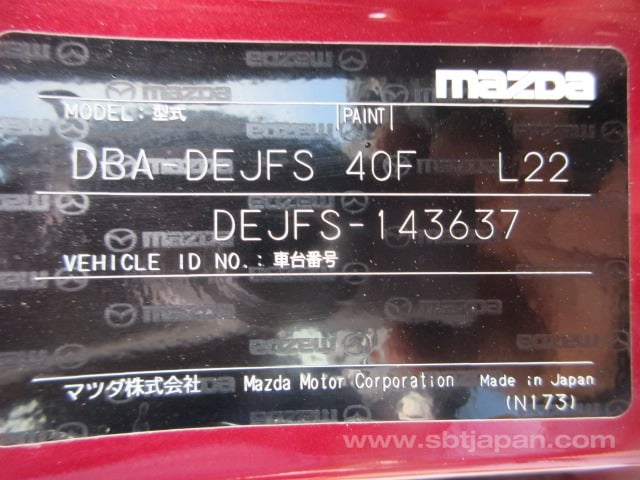 mazda
MODEL: 型式 PAINT
DBA DEJFS 40F L22
DEJFS-143637
VEHICLE ID NO.: 車台番号
マツダ株式会社 Mazda Motor Corporation Made in Japan
(N173)
www.sbtjapan.com